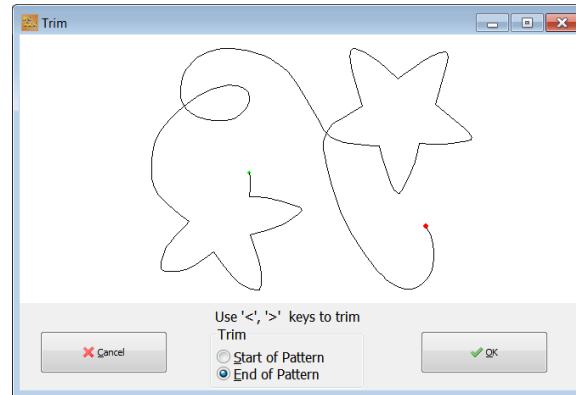 Trim
Use '<', '>' keys to trim
Trim
Start of Pattern
End of Pattern
Cancel
OK